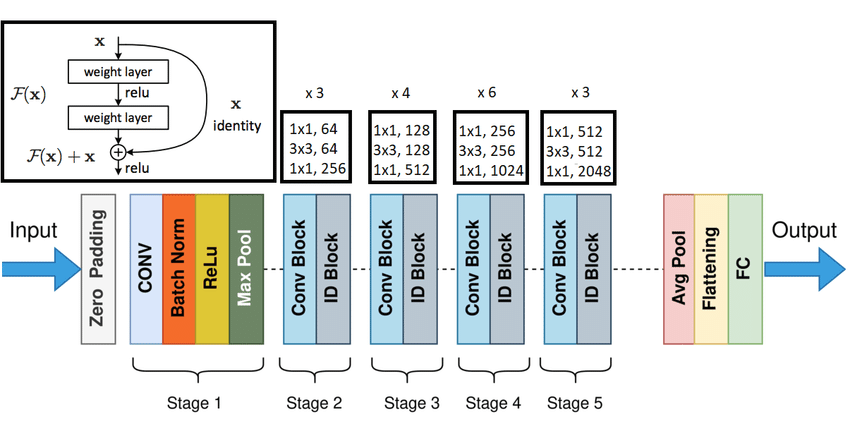 x
weight layer
F(x)
relu
x
weight layer
identity
F(x) + x
relu
x 3
x 4
x 6
x 3
1x1, 64
3x3, 64
1x1, 256
1x1, 128
3x3, 128
1x1, 512
1x1, 256
3x3, 256
1x1, 1024
1x1, 512
3x3, 512
1x1, 2048
Input
Zero Padding
CONV
Batch Norm
ReLu
Max Pool
Conv Block
ID Block
Conv Block
ID Block
Conv Block
ID Block
Conv Block
ID Block
Avg Pool
Flattening
FC
Output
Stage 1
Stage 2
Stage 3
Stage 4
Stage 5